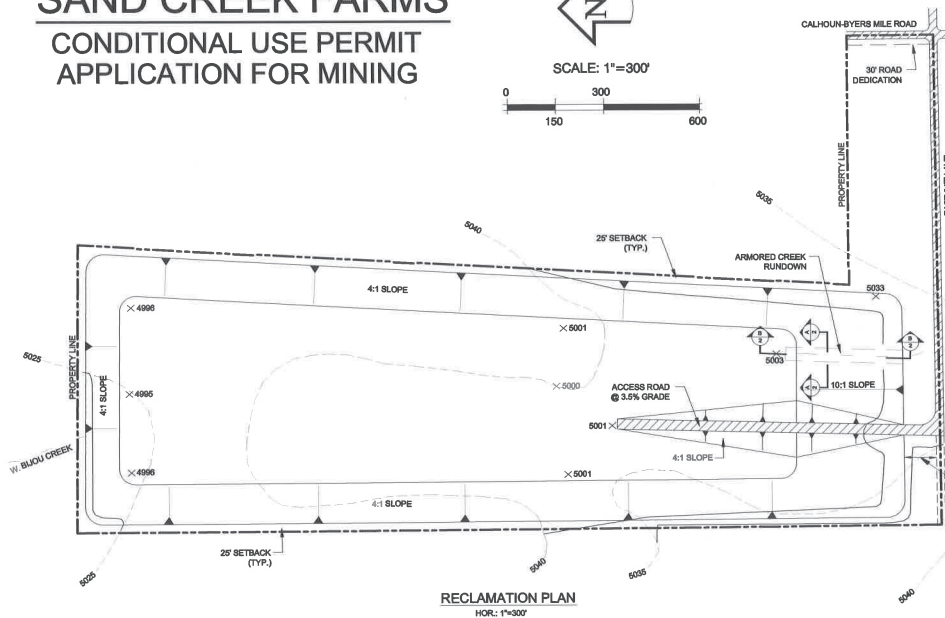 SAND CREEK FARMS
CONDITIONAL USE PERMIT
APPLICATION FOR MINING
N
SCALE: 1"=300'
0
300
150
600
CALHOUN-BYERS MILE ROAD
30' ROAD
DEDICATION
PROPERTY LINE
5035
5040
25' SETBACK
(TYP.)
ARMORED CREEK
RUNDOWN
5033
4:1 SLOPE
4996
5001
B
2
A
2
B
2
5003
5025
PROPERTY LINE
4:1 SLOPE
4995
5000
ACCESS ROAD
@ 3.5% GRADE
A
2
10:1 SLOPE
5001
W. BIJOU CREEK
4996
5001
4:1 SLOPE
4:1 SLOPE
25' SETBACK
(TYP.)
5025
5040
5035
5040
RECLAMATION PLAN
HOR.: 1"=300'